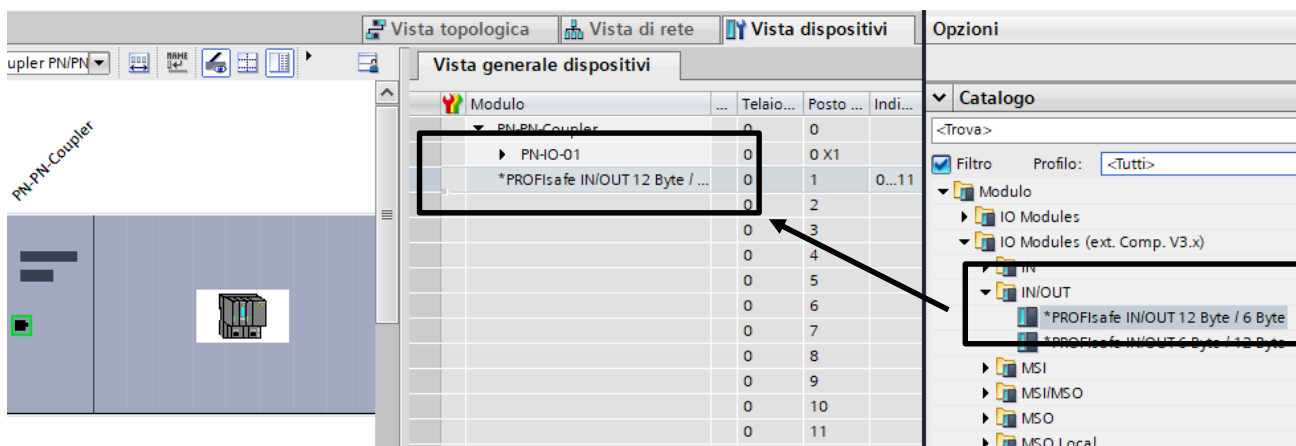 Vista topologica
Vista di rete
Vista dispositivi
Opzioni
upler PN/PN
NAME
Vista generale dispositivi
Modulo ... Telaio... Posto ... Indi...
PN-PN-Coupler 0 0
PN-IO-01 0 0 X1
*PROFIsafe IN/OUT 12 Byte / ... 0 1 0...11
0 2
0 3
0 4
0 5
0 6
0 7
0 8
0 9
0 10
0 11
PN-PN-Coupler
Catalogo
<Trova>
Filtro Profilo: <Tutti>
Modulo
IO Modules
IO Modules (ext. Comp. V3.x)
IN
IN/OUT
*PROFIsafe IN/OUT 12 Byte / 6 Byte
*PROFIsafe IN/OUT 6 Byte / 12 Byte
MSI
MSI/MSO
MSO
MSO Local